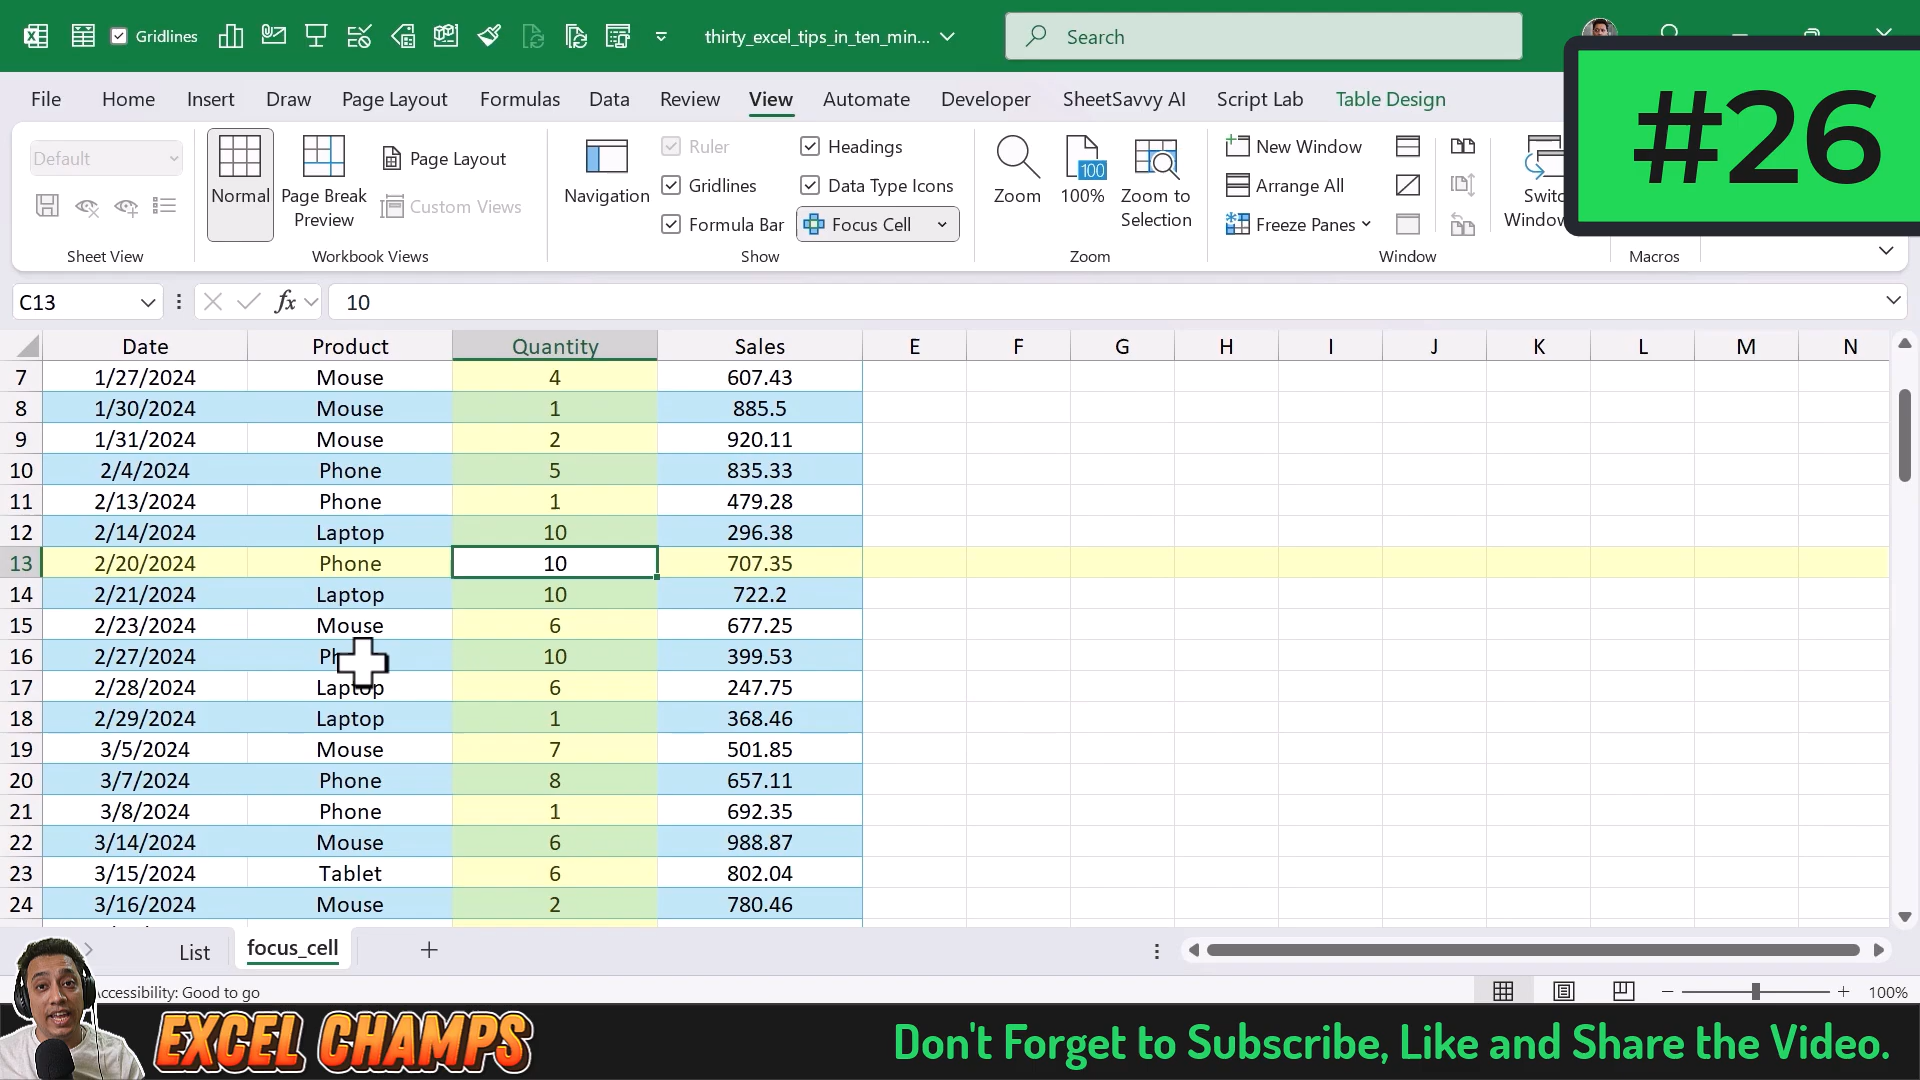 Gridlines thirty_excel_tips_in_ten_min... Search
#26
File Home Insert Draw Page Layout Formulas Data Review View Automate Developer SheetSavvy AI Script Lab Table Design
Default
Normal
Page Break
Preview
Page Layout
Custom Views
Navigation
Ruler
Gridlines
Formula Bar
Headings
Data Type Icons
Focus Cell
Zoom
100
100%
Zoom to
Selection
New Window
Arrange All
Freeze Panes
Sheet View Workbook Views Show Zoom Window Macros
C13 fx 10
Date Product Quantity Sales E F G H I J K L M N
7 1/27/2024 Mouse 4 607.43
8 1/30/2024 Mouse 1 885.5
9 1/31/2024 Mouse 2 920.11
10 2/4/2024 Phone 5 835.33
11 2/13/2024 Phone 1 479.28
12 2/14/2024 Laptop 10 296.38
13 2/20/2024 Phone 10 707.35
14 2/21/2024 Laptop 10 722.2
15 2/23/2024 Mouse 6 677.25
16 2/27/2024 10 399.53
17 2/28/2024 Laptop 6 247.75
18 2/29/2024 Laptop 1 368.46
19 3/5/2024 Mouse 7 501.85
20 3/7/2024 Phone 8 657.11
21 3/8/2024 Phone 1 692.35
22 3/14/2024 Mouse 6 988.87
23 3/15/2024 Tablet 6 802.04
24 3/16/2024 Mouse 2 780.46
List focus_cell
Accessibility: Good to go 100%
EXCEL CHAMPS Don't Forget to Subscribe, Like and Share the Video.